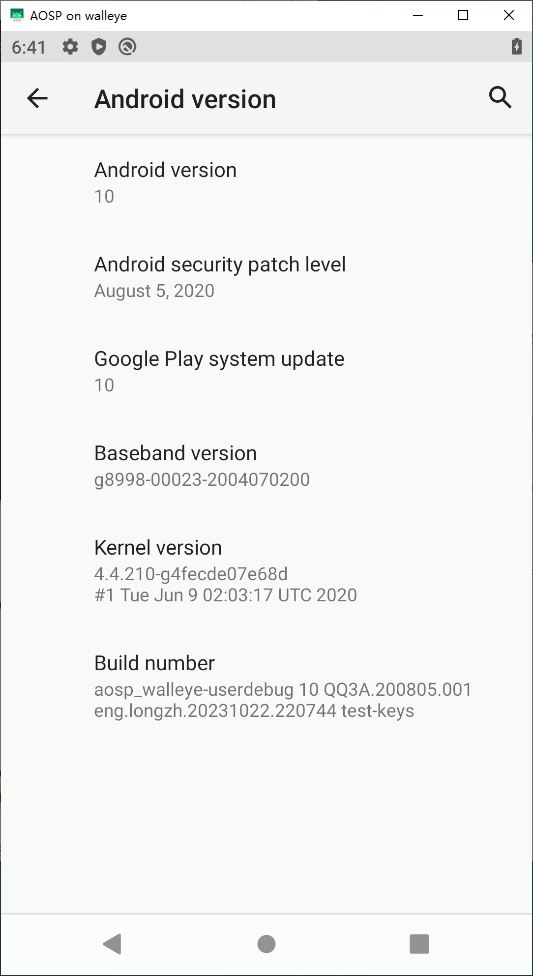 AOSP on walleye
6:41
Android version
Android version
10
Android security patch level
August 5, 2020
Google Play system update
10
Baseband version
g8998-00023-2004070200
Kernel version
4.4.210-g4fecde07e68d
#1 Tue Jun 9 02:03:17 UTC 2020
Build number
aosp_walleye-userdebug 10 QQ3A.200805.001
eng.longzh.20231022.220744 test-keys